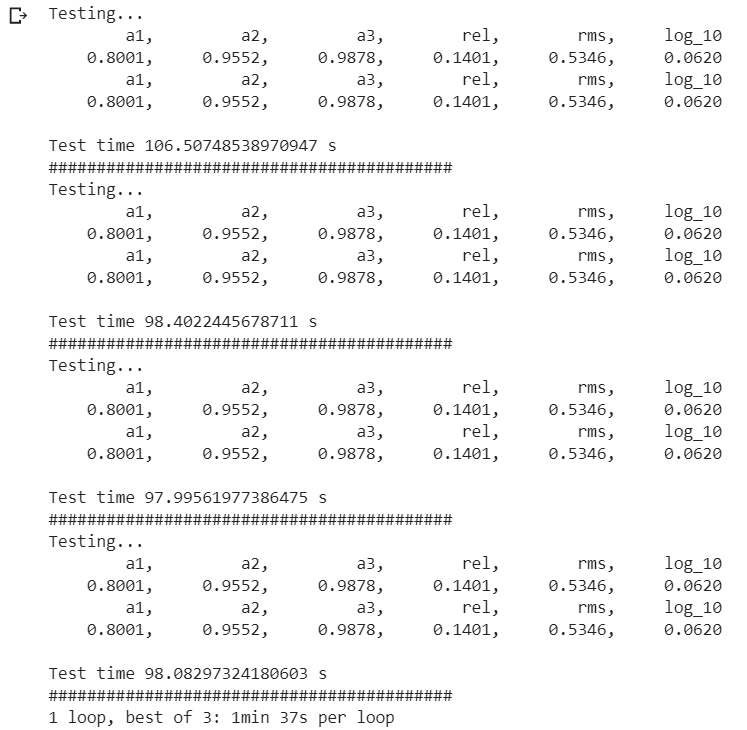 Testing...
a1, a2, a3, rel, rms, log_10
0.8001, 0.9552, 0.9878, 0.1401, 0.5346, 0.0620
a1, a2, a3, rel, rms, log_10
0.8001, 0.9552, 0.9878, 0.1401, 0.5346, 0.0620
Test time 106.50748538970947 s
##########################################
Testing...
a1, a2, a3, rel, rms, log_10
0.8001, 0.9552, 0.9878, 0.1401, 0.5346, 0.0620
a1, a2, a3, rel, rms, log_10
0.8001, 0.9552, 0.9878, 0.1401, 0.5346, 0.0620
Test time 98.4022445678711 s
##########################################
Testing...
a1, a2, a3, rel, rms, log_10
0.8001, 0.9552, 0.9878, 0.1401, 0.5346, 0.0620
a1, a2, a3, rel, rms, log_10
0.8001, 0.9552, 0.9878, 0.1401, 0.5346, 0.0620
Test time 97.99561977386475 s
##########################################
Testing...
a1, a2, a3, rel, rms, log_10
0.8001, 0.9552, 0.9878, 0.1401, 0.5346, 0.0620
a1, a2, a3, rel, rms, log_10
0.8001, 0.9552, 0.9878, 0.1401, 0.5346, 0.0620
Test time 98.08297324180603 s
##########################################
1 loop, best of 3: 1min 37s per loop